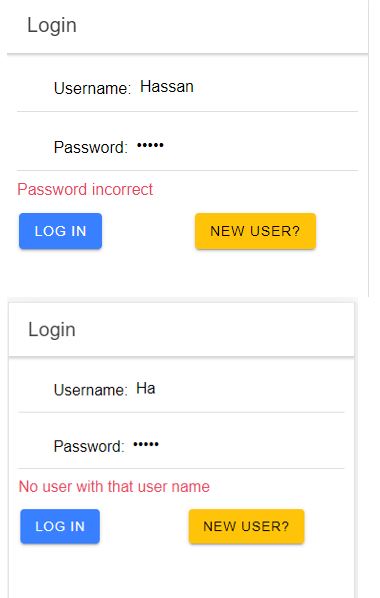 Login
Username: Hassan
Password: •••••
Password incorrect
LOG IN NEW USER?
Login
Username: Ha
Password: •••••
No user with that user name
LOG IN NEW USER?